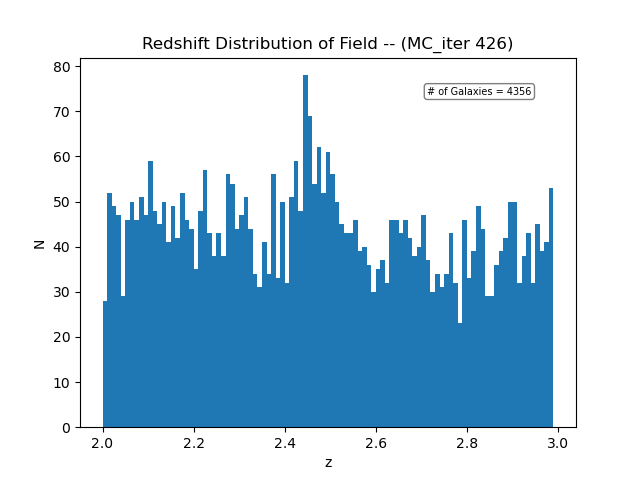 Redshift Distribution of Field -- (MC_iter 426)
# of Galaxies = 4356
N
80
70
60
50
40
30
20
10
0
2.0 2.2 2.4 2.6 2.8 3.0
z